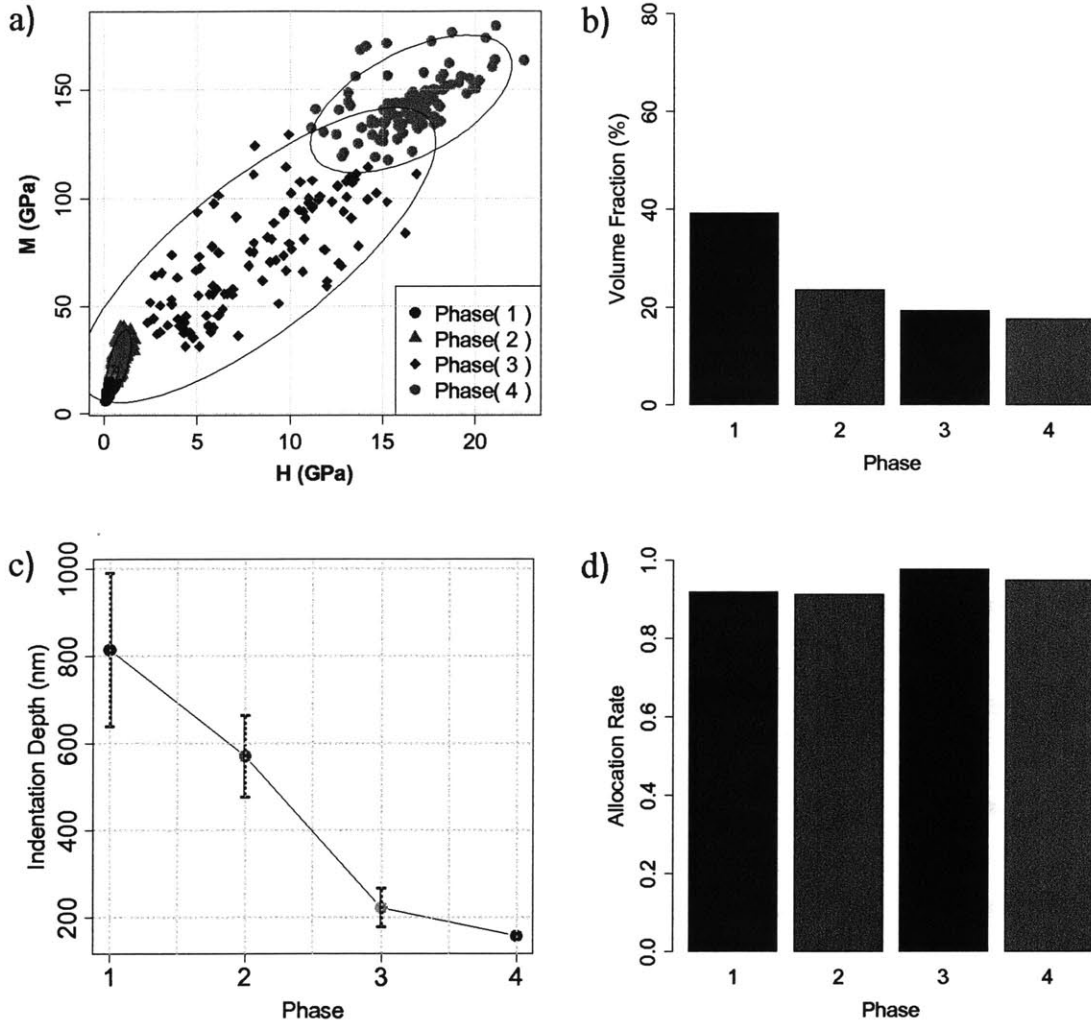 a)
M (GPa)
150
100
50
0
0 5 10 15 20
H (GPa)
Phase( 1 )
Phase( 2 )
Phase( 3 )
Phase( 4 )
b)
Volume Fraction (%)
80
60
40
20
0
1 2 3 4
Phase
c)
Indentation Depth (nm)
1000
800
600
400
200
1 2 3 4
Phase
d)
Allocation Rate
1.0
0.8
0.6
0.4
0.2
0.0
1 2 3 4
Phase